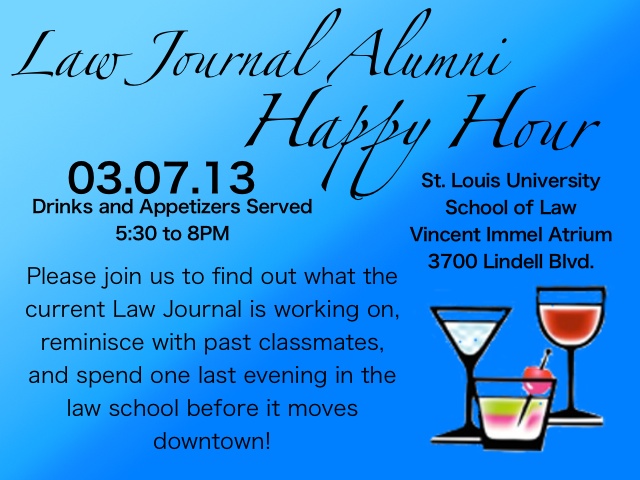 Law Journal Alumni
Happy Hour
03.07.13
Drinks and Appetizers Served
5:30 to 8PM
St. Louis University
School of Law
Vincent Immel Atrium
3700 Lindell Blvd.
Please join us to find out what the
current Law Journal is working on,
reminisce with past classmates,
and spend one last evening in the
law school before it moves
downtown!